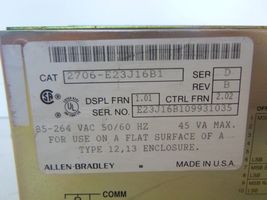 CAT 2706-E23J16B1 SER D
REV B
DSPL FRN 1.01 CTRL FRN 2.02
SER. NO. E23J16B109931035
85-264 VAC 50/60 HZ 45 VA MAX.
FOR USE ON A FLAT SURFACE OF A
TYPE 12,13 ENCLOSURE.
ALLEN-BRADLEY MADE IN U.S.A.
COMM